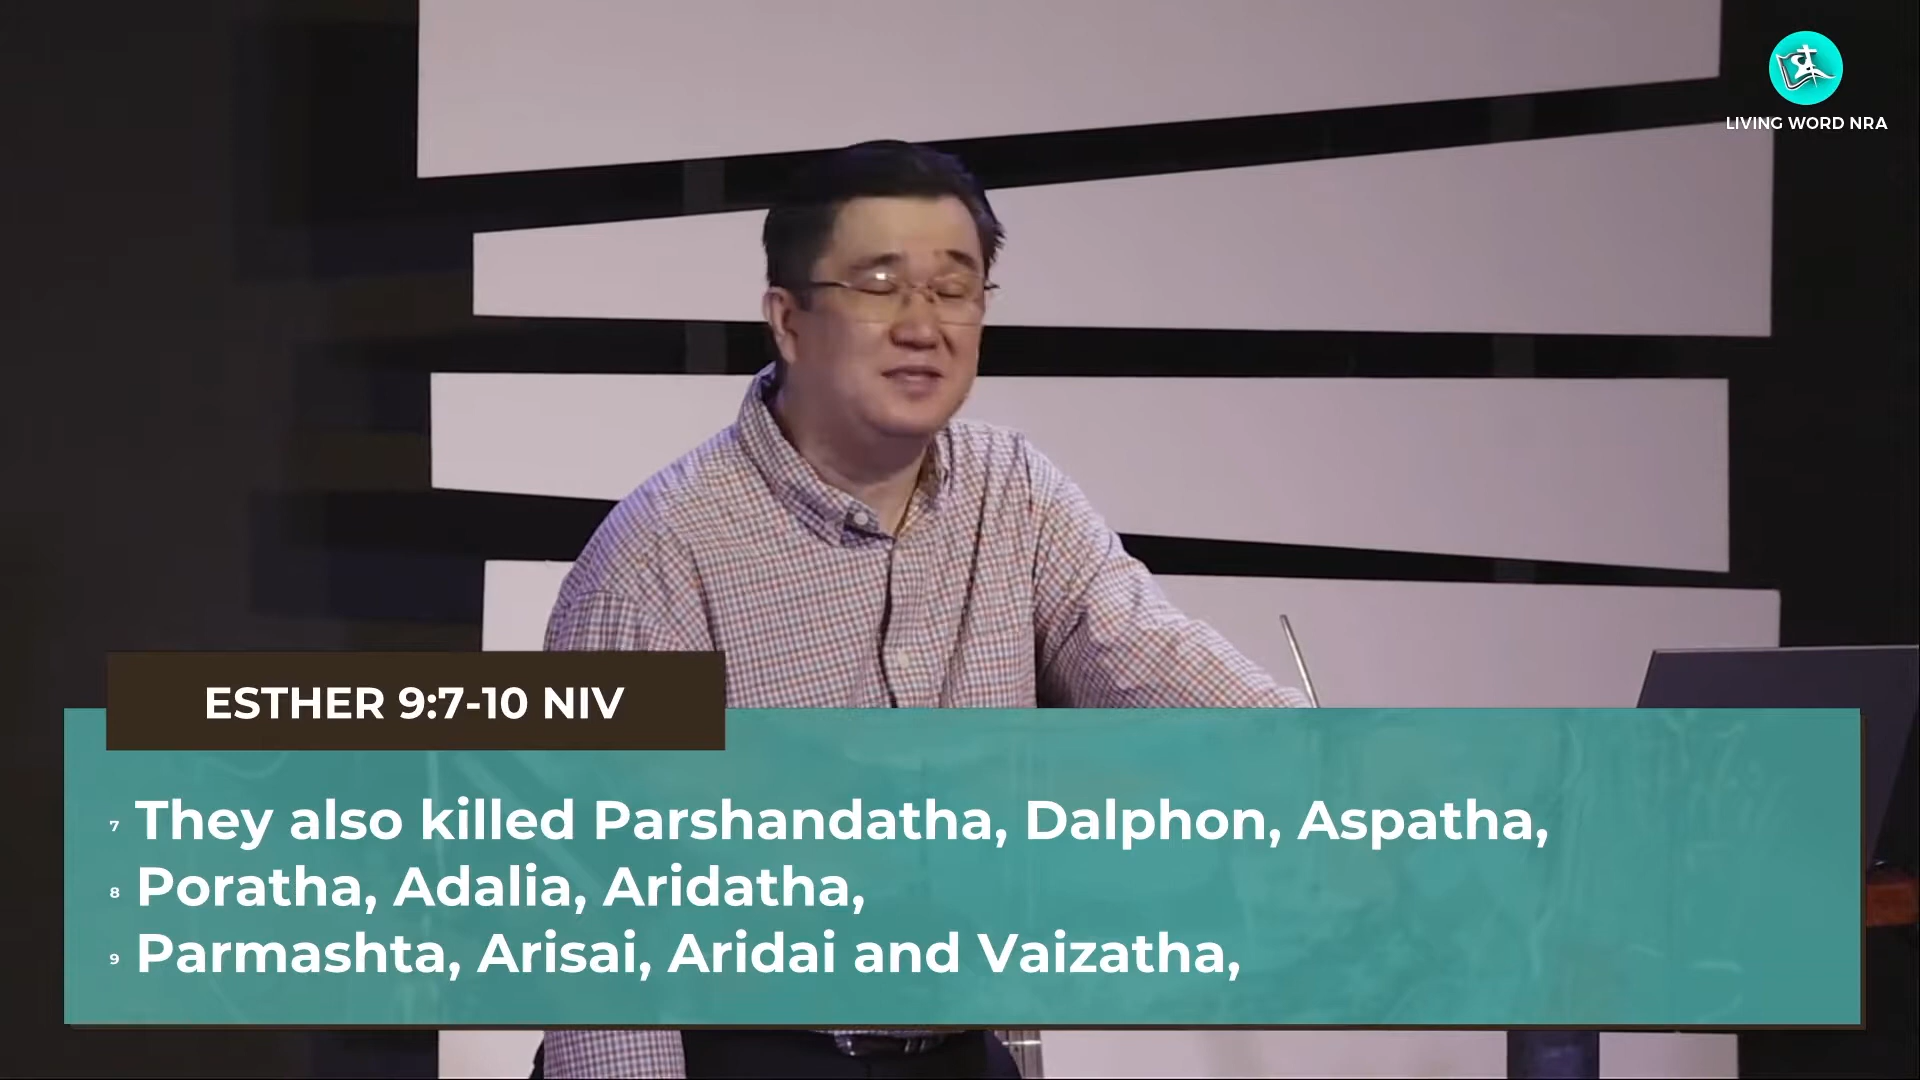 LIVING WORD NRA
ESTHER 9:7-10 NIV
7 They also killed Parshandatha, Dalphon, Aspatha,
8 Poratha, Adalia, Aridatha,
9 Parmashta, Arisai, Aridai and Vaizatha,